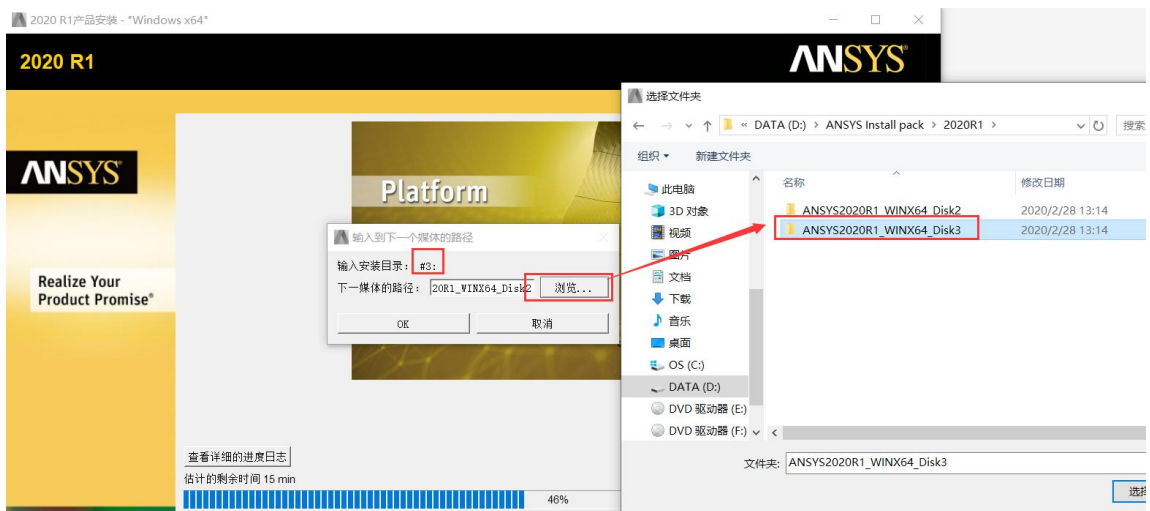 2020 R1产品安装 - "Windows x64"
2020 R1
ANSYS
ANSYS
Realize Your
Product Promise®
Platform
输入到下一个媒体的路径
输入安装目录： #3:
下一媒体的路径： 20R1_WINX64_Disk2 浏览...
OK 取消
查看详细的进度日志
估计的剩余时间 15 min
46%
选择文件夹
« DATA (D:) > ANSYS Install pack > 2020R1 >
搜索
组织 新建文件夹
名称 修改日期
ANSYS2020R1_WINX64_Disk2 2020/2/28 13:14
ANSYS2020R1_WINX64_Disk3 2020/2/28 13:14
此电脑
3D 对象
视频
图片
文档
下载
音乐
桌面
OS (C:)
DATA (D:)
DVD 驱动器 (E:)
DVD 驱动器 (F:)
文件夹: ANSYS2020R1_WINX64_Disk3
选择